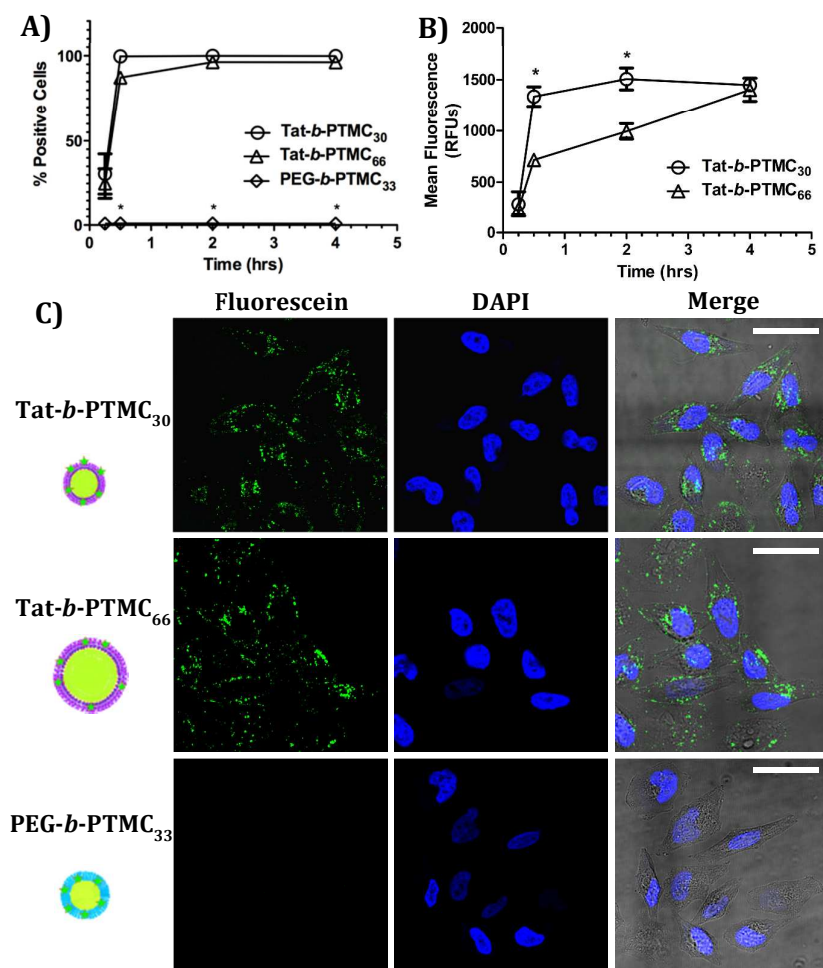 A)
% Positive Cells
100
50
0
0 1 2 3 4 5
Time (hrs)
Tat-b-PTMC30
Tat-b-PTMC66
PEG-b-PTMC33
* * *
B)
Mean Fluorescence
(RFUs)
2000
1500
1000
500
0
0 1 2 3 4 5
Time (hrs)
Tat-b-PTMC30
Tat-b-PTMC66
* *
C)
Fluorescein DAPI Merge
Tat-b-PTMC30
Tat-b-PTMC66
PEG-b-PTMC33